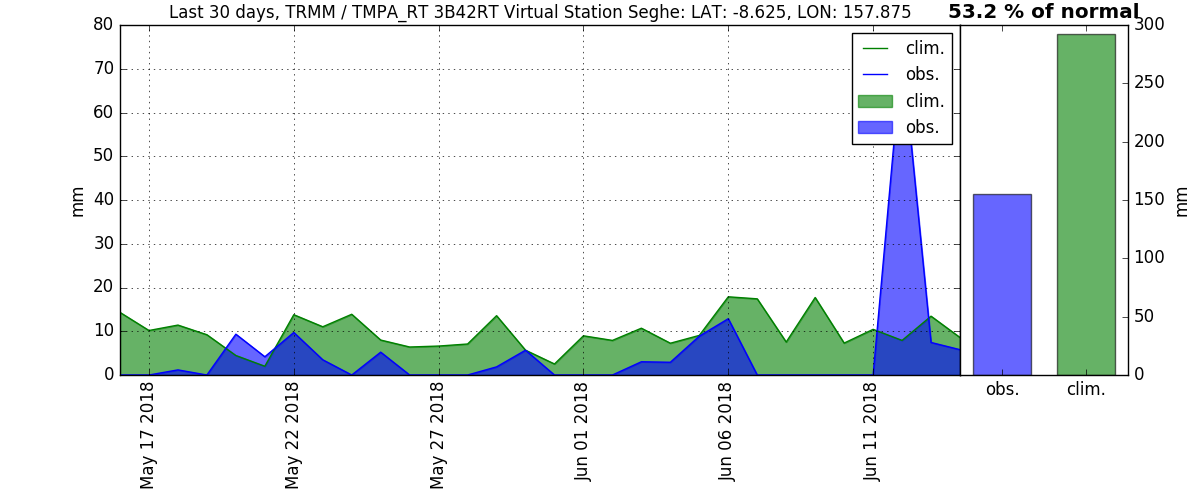 Last 30 days, TRMM / TMPA_RT 3B42RT Virtual Station Seghe: LAT: -8.625, LON: 157.875
53.2 % of normal
80
70
60
50
40
30
20
10
0
mm
clim.
obs.
clim.
obs.
May 17 2018
May 22 2018
May 27 2018
Jun 01 2018
Jun 06 2018
Jun 11 2018
300
250
200
150
100
50
0
mm
obs.
clim.